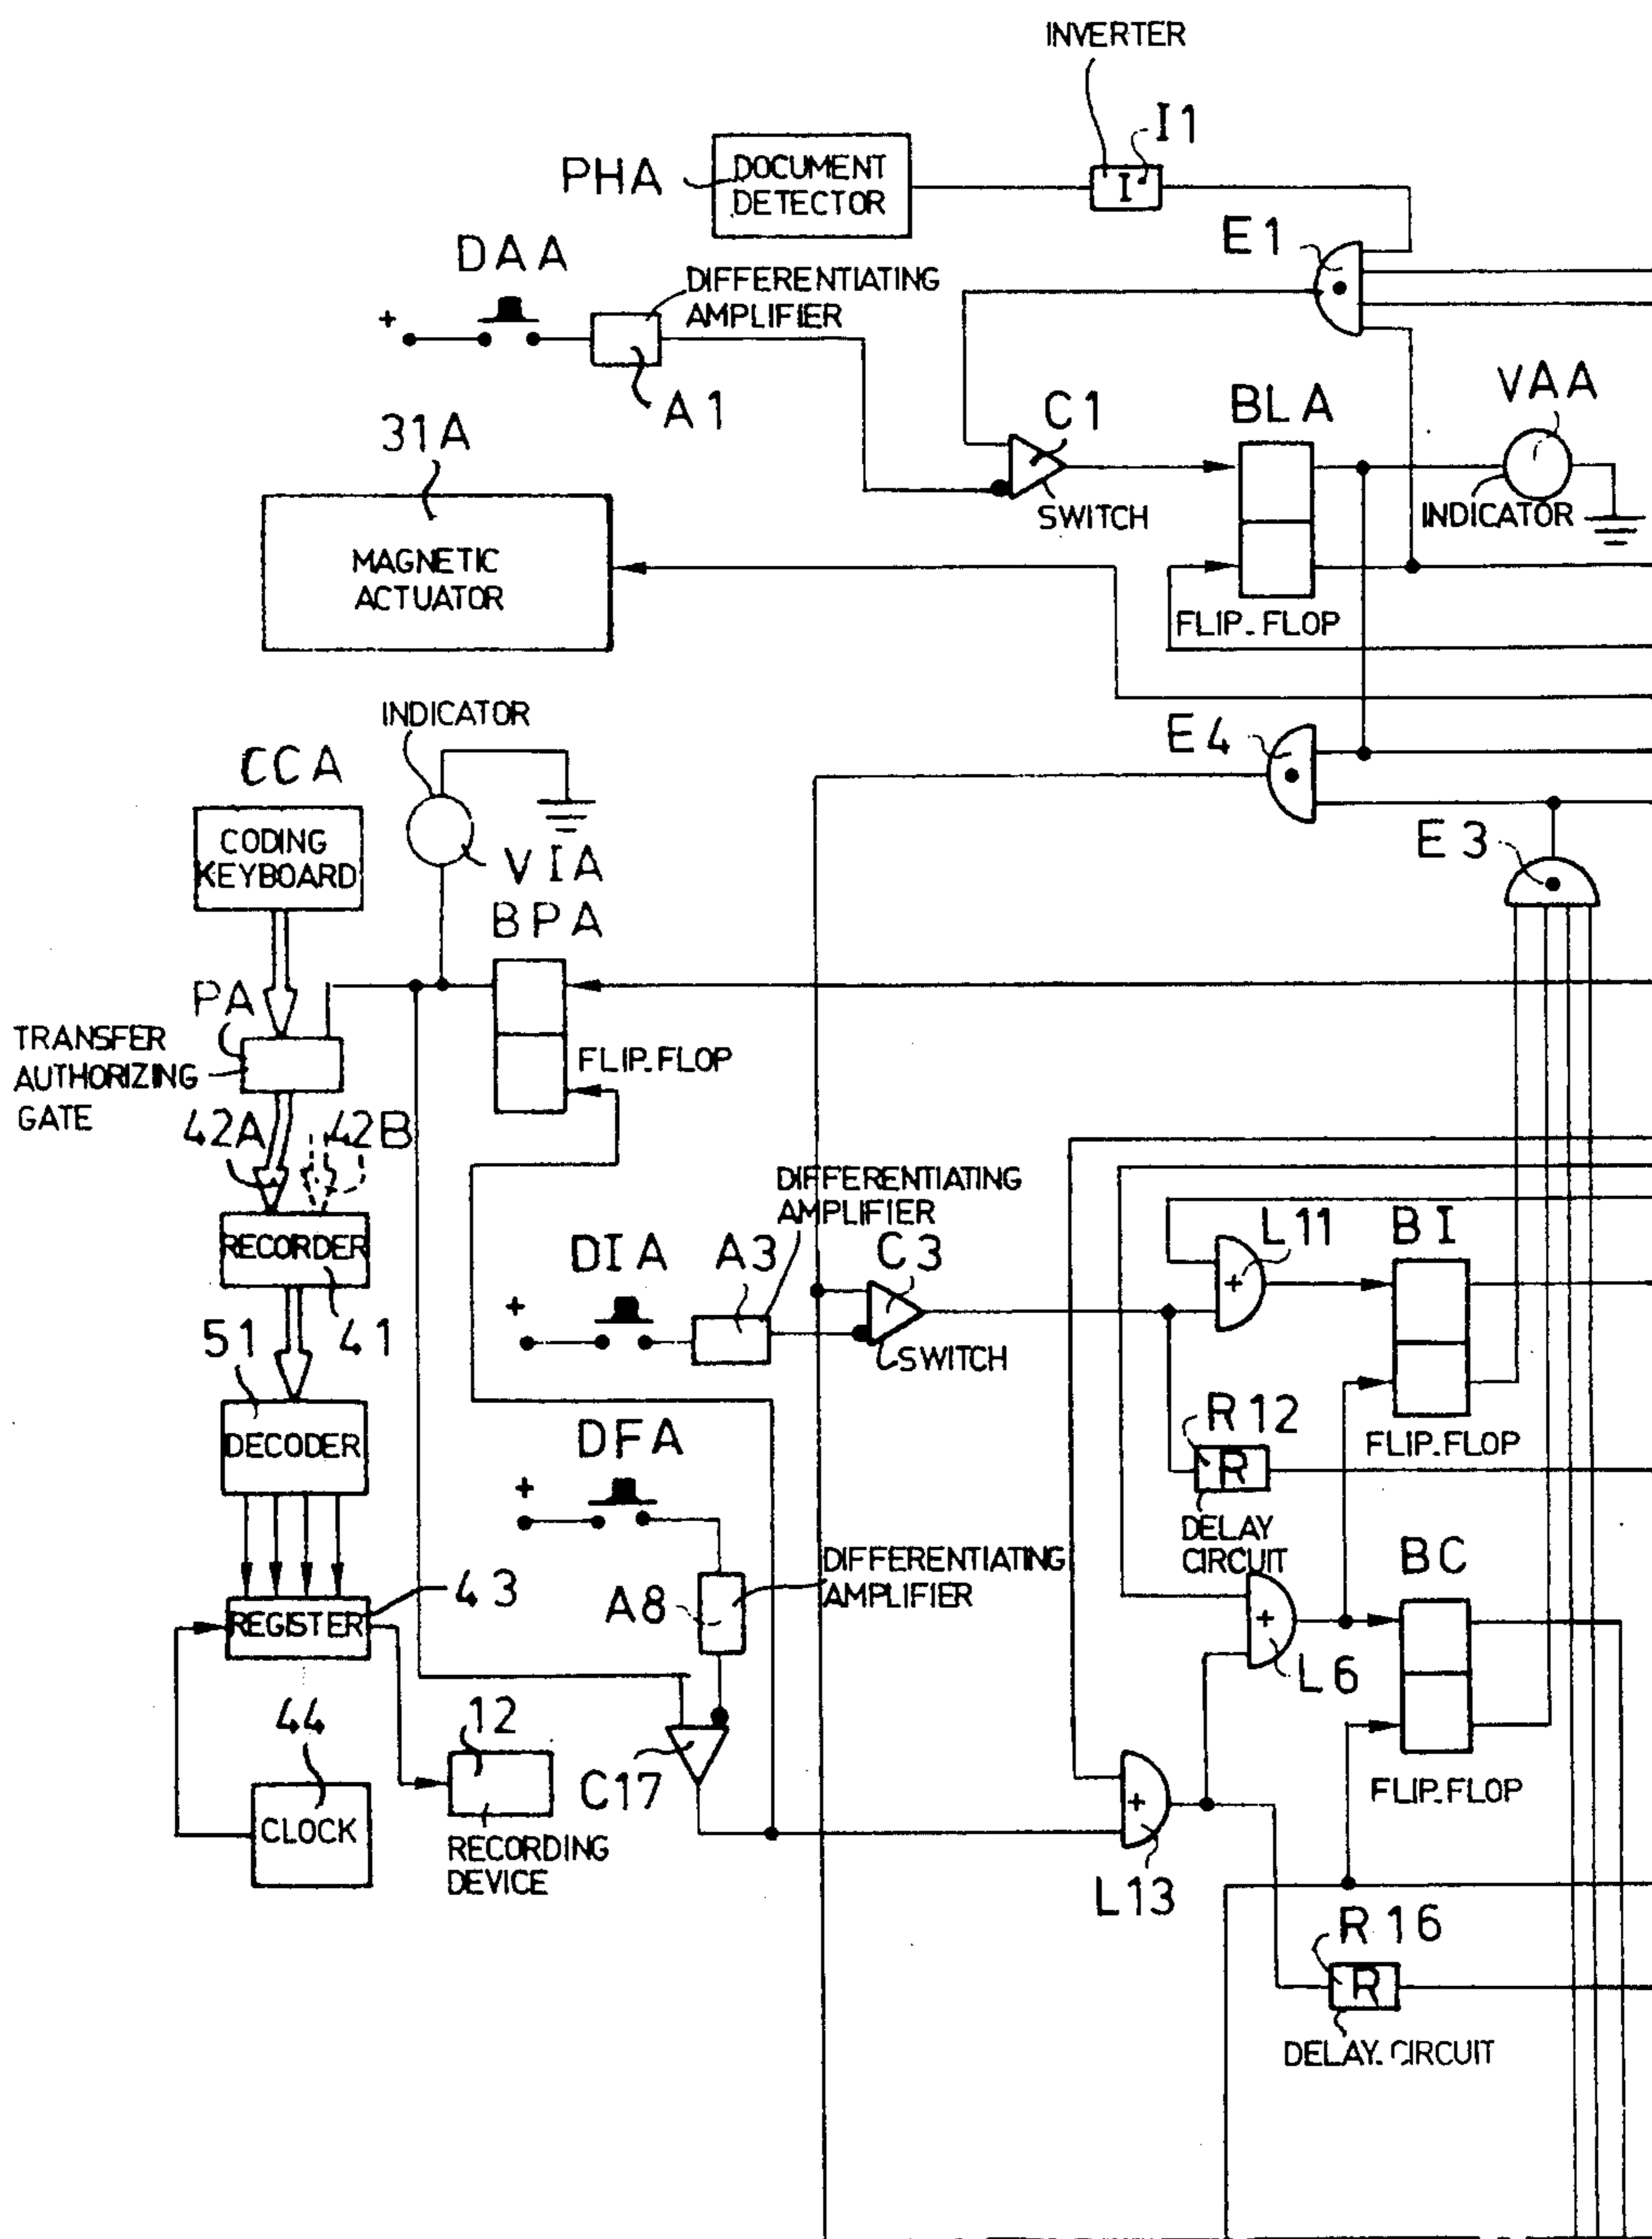 INVERTER
I1
I
PHA
DOCUMENT
DETECTOR
E1
DAA
DIFFERENTIATING
AMPLIFIER
+
A1
C1
SWITCH
BLA
VAA
INDICATOR
FLIP-FLOP
31A
MAGNETIC
ACTUATOR
INDICATOR
E4
CCA
CODING
KEYBOARD
VIA
E3
BPA
PA
TRANSFER
AUTHORIZING
GATE
FLIP-FLOP
42A
42B
DIFFERENTIATING
AMPLIFIER
RECORDER
41
DIA
A3
C3
+
SWITCH
L11
+
BI
FLIP-FLOP
51
DECODER
DFA
+
R12
R
DELAY
CIRCUIT
DIFFERENTIATING
AMPLIFIER
A8
BC
43
REGISTER
+
L6
FLIP-FLOP
44
CLOCK
12
RECORDING
DEVICE
C17
+
L13
R16
R
DELAY-CIRCUIT